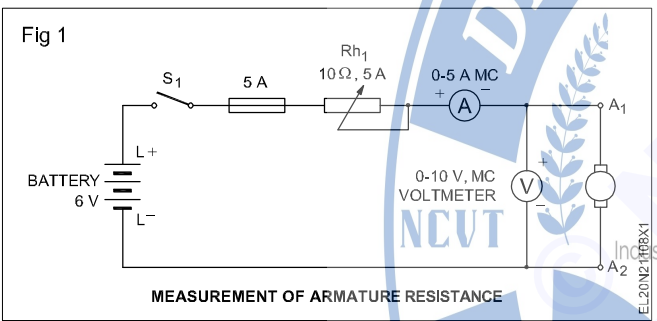 Fig 1
Rh1
S1
5 A
10Ω, 5 A
0-5 A MC
+
−
A
A1
L+
BATTERY
6 V
L−
0-10 V, MC
VOLTMETER
+
V
−
NCVT
A2
MEASUREMENT OF ARMATURE RESISTANCE
EL20N21108X1